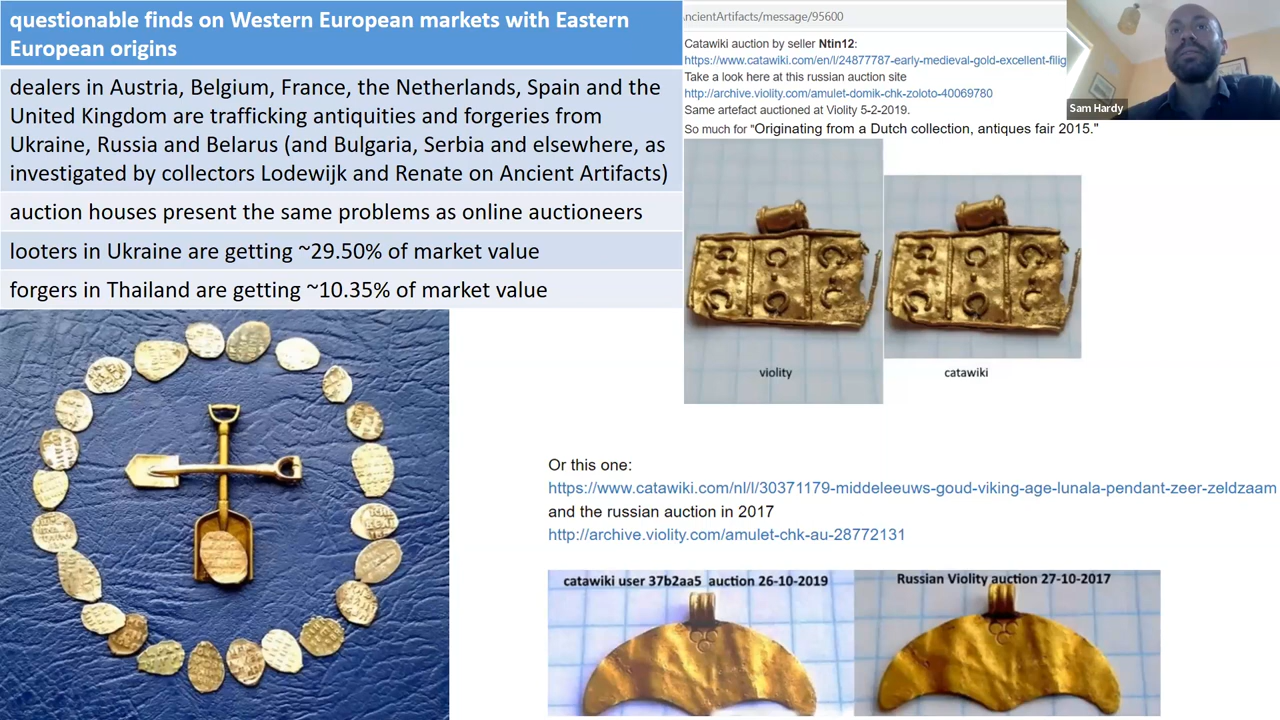 questionable finds on Western European markets with Eastern
European origins
dealers in Austria, Belgium, France, the Netherlands, Spain and the
United Kingdom are trafficking antiquities and forgeries from
Ukraine, Russia and Belarus (and Bulgaria, Serbia and elsewhere, as
investigated by collectors Lodewijk and Renate on Ancient Artifacts)
auction houses present the same problems as online auctioneers
looters in Ukraine are getting ~29.50% of market value
forgers in Thailand are getting ~10.35% of market value
ncientArtifacts/message/95600
Catawiki auction by seller Ntin12:
https://www.catawiki.com/en/l/24877787-early-medieval-gold-excellent-filig
Take a look here at this russian auction site
http://archive.violity.com/amulet-domik-chk-zoloto-40069780
Same artefact auctioned at Violity 5-2-2019.
So much for "Originating from a Dutch collection, antiques fair 2015."
Sam Hardy
violity
catawiki
Or this one:
https://www.catawiki.com/nl/l/30371179-middeleeuws-goud-viking-age-lunala-pendant-zeer-zeldzaam
and the russian auction in 2017
http://archive.violity.com/amulet-chk-au-28772131
catawiki user 37b2aa5 auction 26-10-2019
Russian Violity auction 27-10-2017